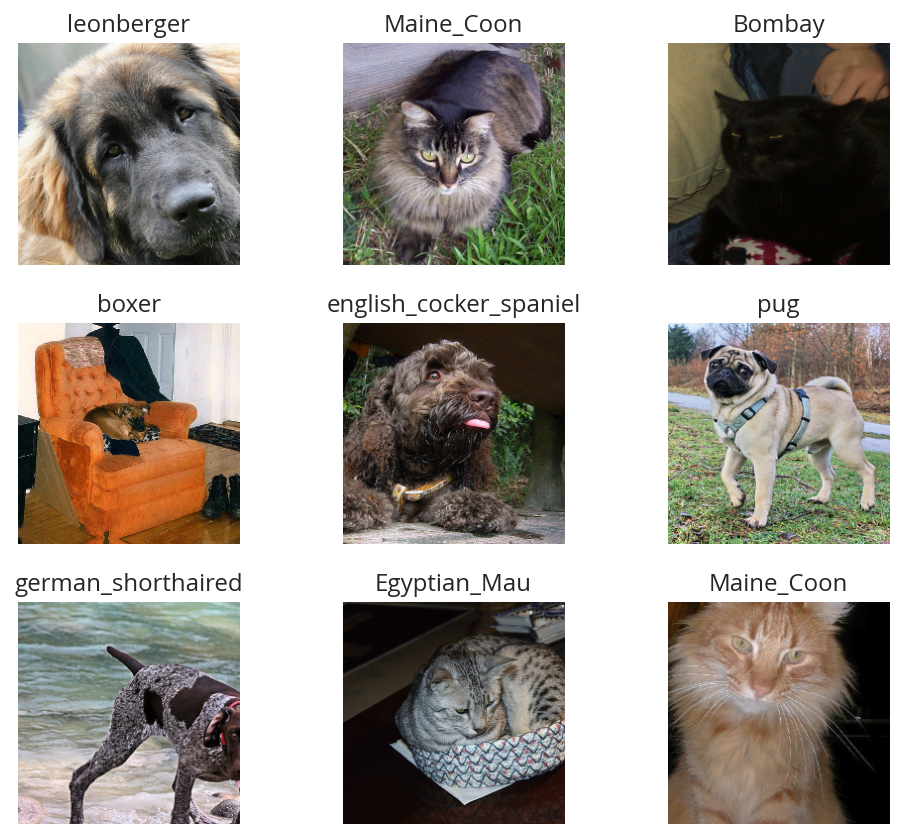 leonberger
Maine_Coon
Bombay
boxer
english_cocker_spaniel
pug
german_shorthaired
Egyptian_Mau
Maine_Coon